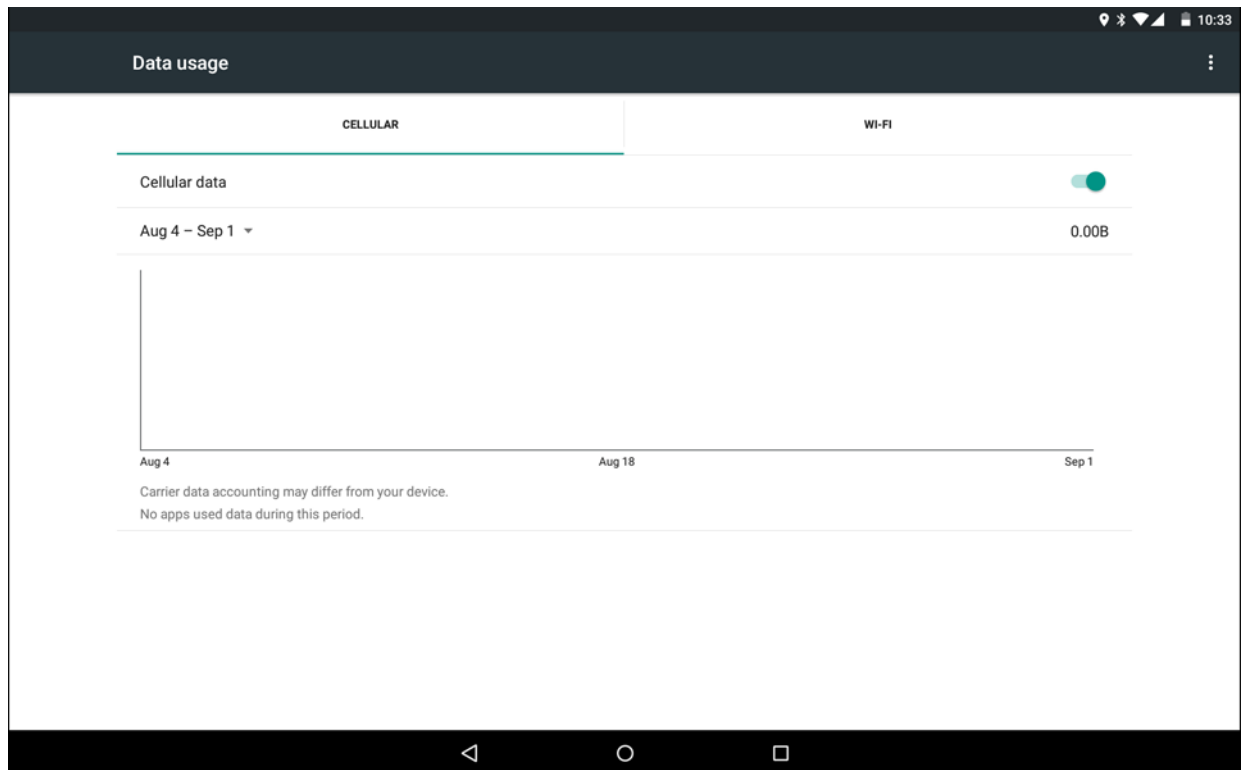 10:33
Data usage
CELLULAR WI-FI
Cellular data
Aug 4 – Sep 1 0.00B
Aug 4 Aug 18 Sep 1
Carrier data accounting may differ from your device.
No apps used data during this period.